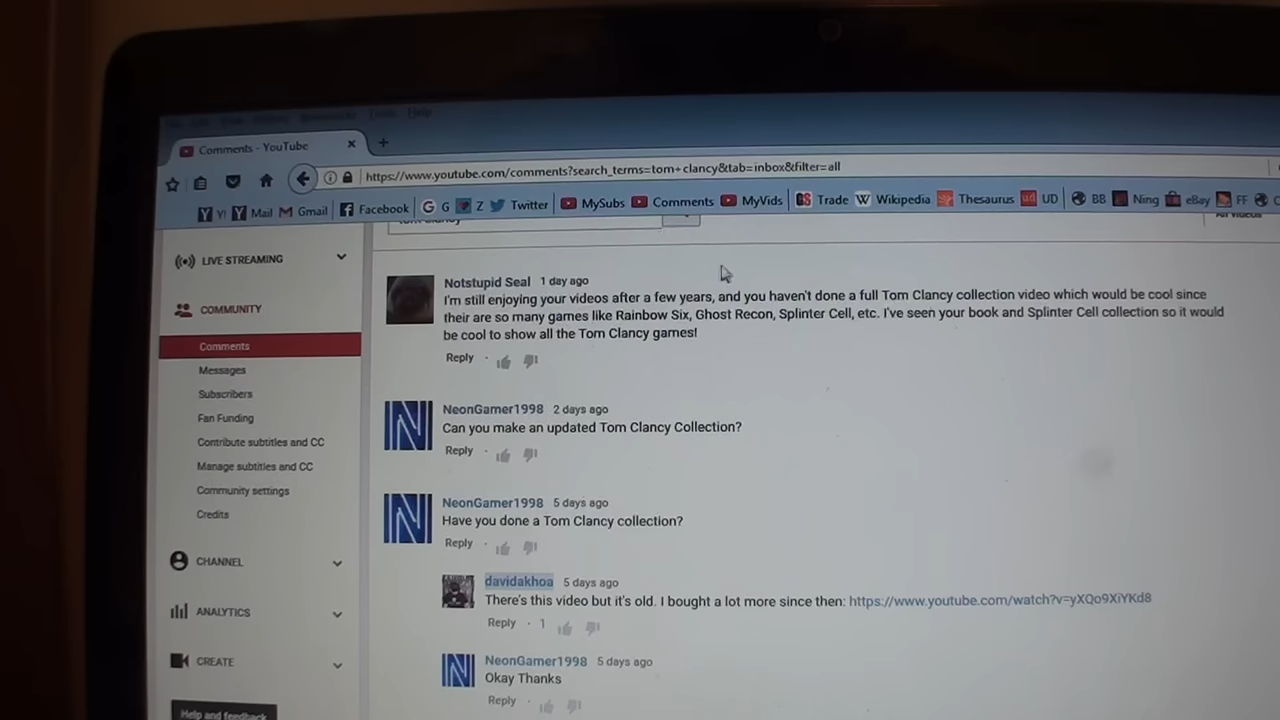 Help
Comments - YouTube
https://www.youtube.com/comments?search_terms=tom+clancy&tab=inbox&filter=all
Y! Mail Gmail Facebook G Z Twitter MySubs Comments MyVids Trade Wikipedia Thesaurus UD BB Ning eBay FF
LIVE STREAMING
COMMUNITY
Comments
Messages
Subscribers
Fan Funding
Contribute subtitles and CC
Manage subtitles and CC
Community settings
Credits
CHANNEL
ANALYTICS
CREATE
Help and feedback
Notstupid Seal 1 day ago
I'm still enjoying your videos after a few years, and you haven't done a full Tom Clancy collection video which would be cool since
their are so many games like Rainbow Six, Ghost Recon, Splinter Cell, etc. I've seen your book and Splinter Cell collection so it would
be cool to show all the Tom Clancy games!
Reply
NeonGamer1998 2 days ago
Can you make an updated Tom Clancy Collection?
Reply
NeonGamer1998 5 days ago
Have you done a Tom Clancy collection?
Reply
davidakhoa 5 days ago
There's this video but it's old. I bought a lot more since then: https://www.youtube.com/watch?v=yXQo9XiYKd8
Reply · 1
NeonGamer1998 5 days ago
Okay Thanks
Reply